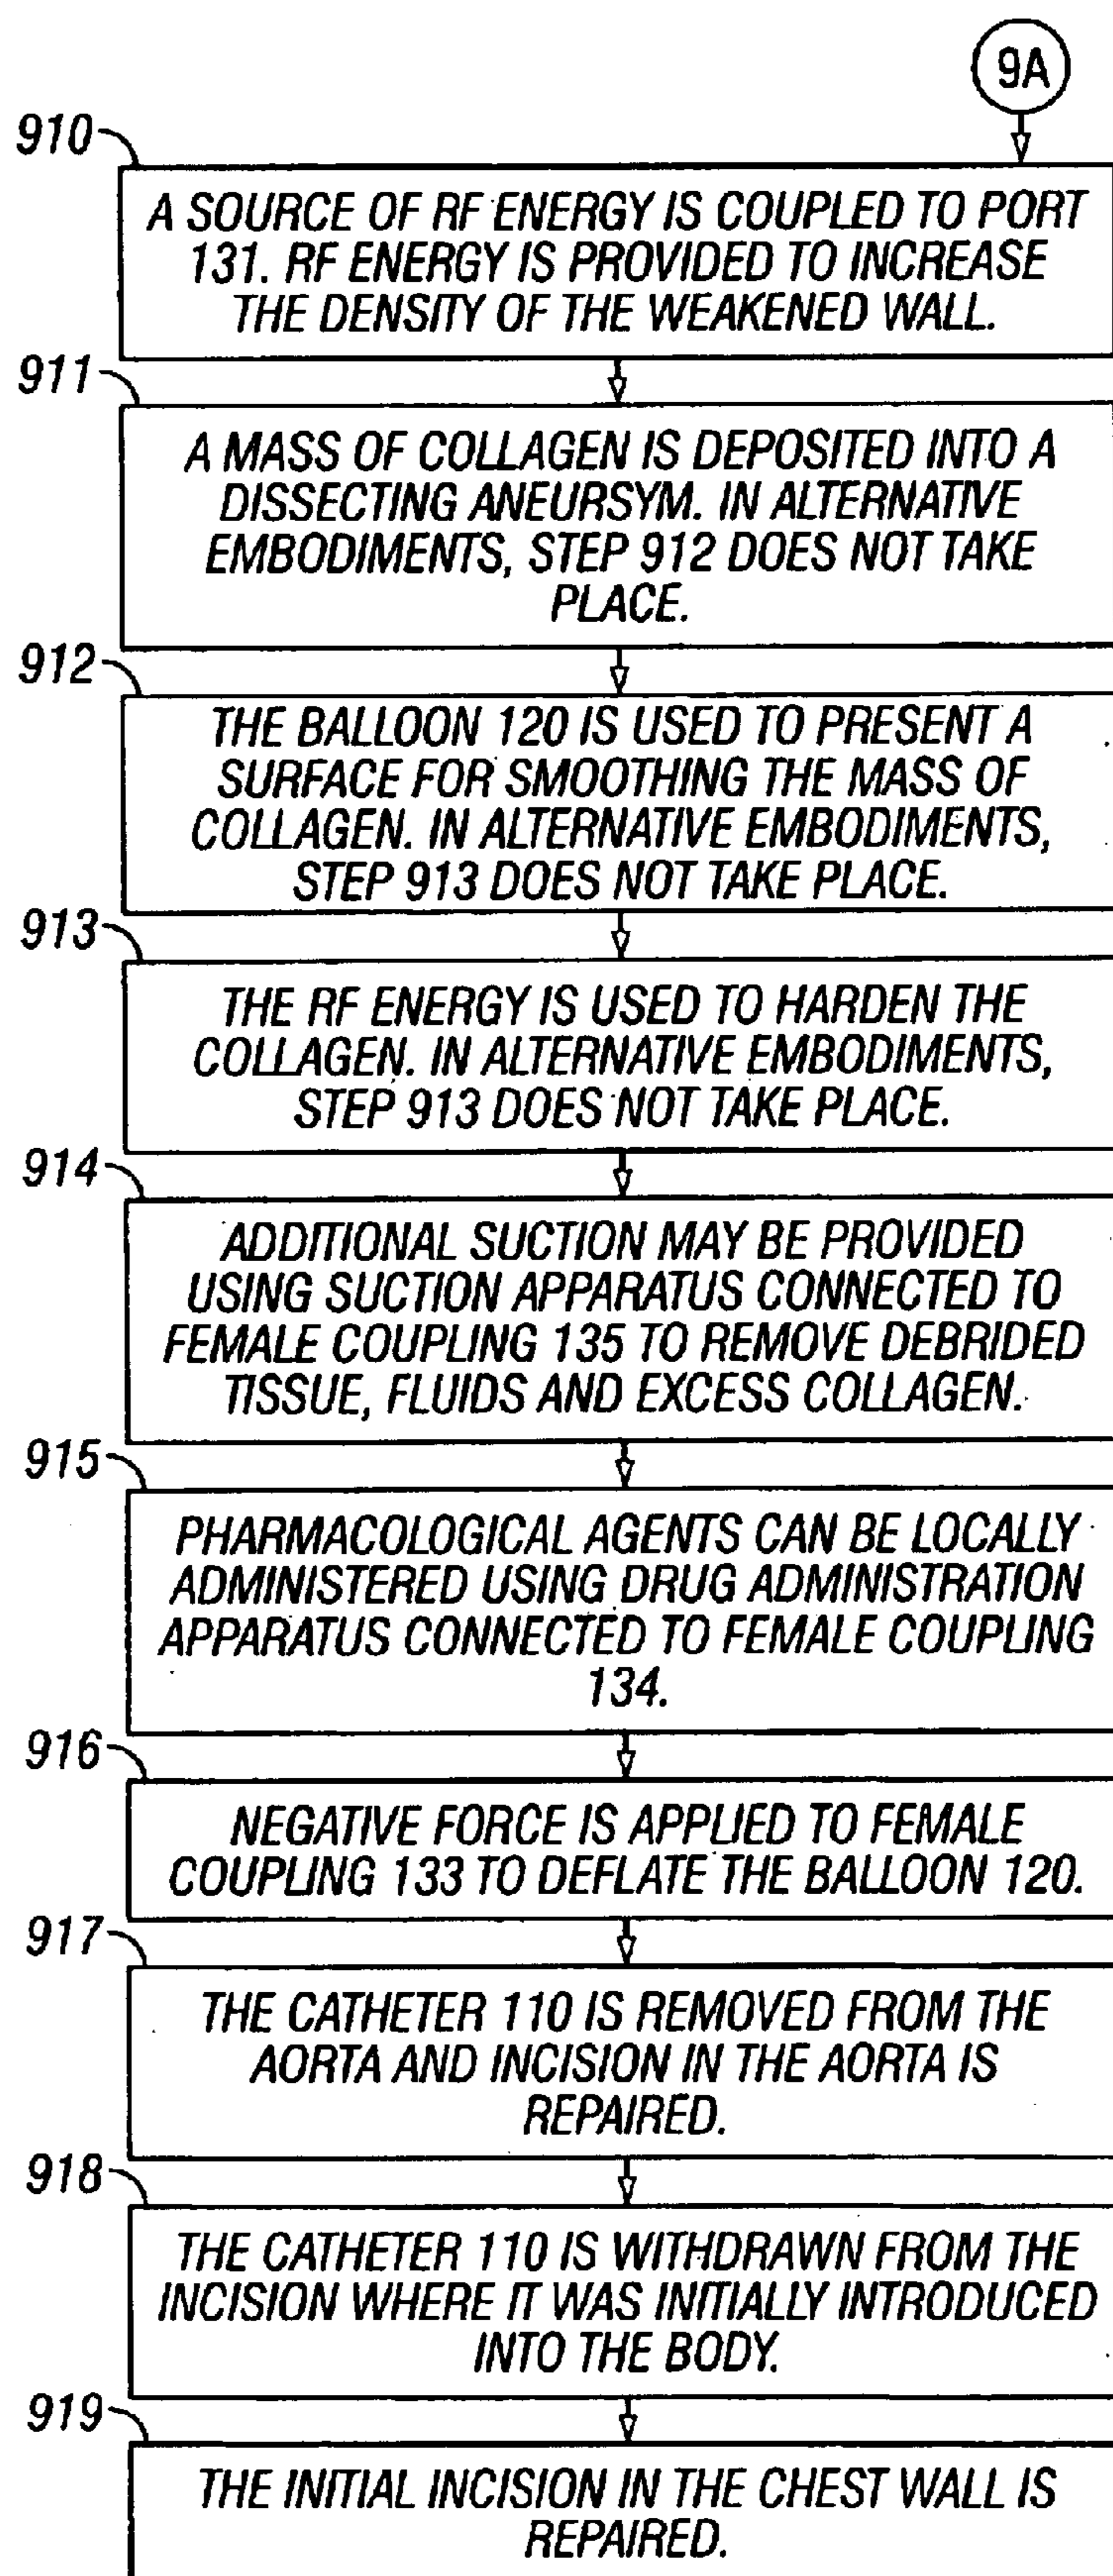 9A
910
A SOURCE OF RF ENERGY IS COUPLED TO PORT
131. RF ENERGY IS PROVIDED TO INCREASE
THE DENSITY OF THE WEAKENED WALL.
911
A MASS OF COLLAGEN IS DEPOSITED INTO A
DISSECTING ANEURSYM. IN ALTERNATIVE
EMBODIMENTS, STEP 912 DOES NOT TAKE
PLACE.
912
THE BALLOON 120 IS USED TO PRESENT A
SURFACE FOR SMOOTHING THE MASS OF
COLLAGEN. IN ALTERNATIVE EMBODIMENTS,
STEP 913 DOES NOT TAKE PLACE.
913
THE RF ENERGY IS USED TO HARDEN THE
COLLAGEN. IN ALTERNATIVE EMBODIMENTS,
STEP 913 DOES NOT TAKE PLACE.
914
ADDITIONAL SUCTION MAY BE PROVIDED
USING SUCTION APPARATUS CONNECTED TO
FEMALE COUPLING 135 TO REMOVE DEBRIDED
TISSUE, FLUIDS AND EXCESS COLLAGEN.
915
PHARMACOLOGICAL AGENTS CAN BE LOCALLY
ADMINISTERED USING DRUG ADMINISTRATION
APPARATUS CONNECTED TO FEMALE COUPLING
134.
916
NEGATIVE FORCE IS APPLIED TO FEMALE
COUPLING 133 TO DEFLATE THE BALLOON 120.
917
THE CATHETER 110 IS REMOVED FROM THE
AORTA AND INCISION IN THE AORTA IS
REPAIRED.
918
THE CATHETER 110 IS WITHDRAWN FROM THE
INCISION WHERE IT WAS INITIALLY INTRODUCED
INTO THE BODY.
919
THE INITIAL INCISION IN THE CHEST WALL IS
REPAIRED.